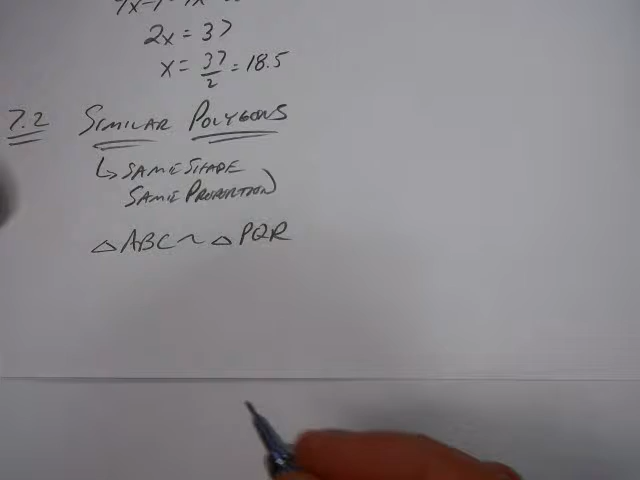 2x = 37
x = 37/2 = 18.5
7.2 SIMILAR POLYGONS
↳ SAME SHAPE
SAME PROPORTION)
△ABC ~ △PQR